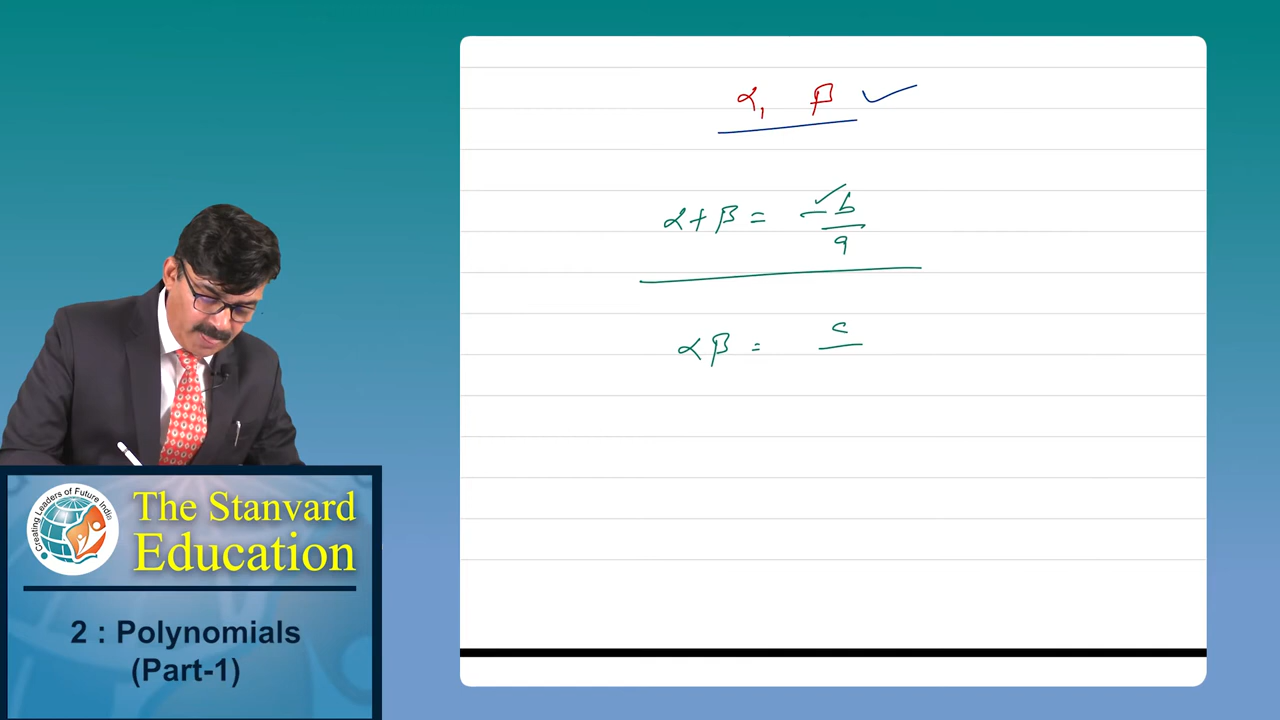 α, β ✓
α + β = -b/a
αβ = c/
Creating Leaders of Future India
The Stanvard
Education
2 : Polynomials
(Part-1)